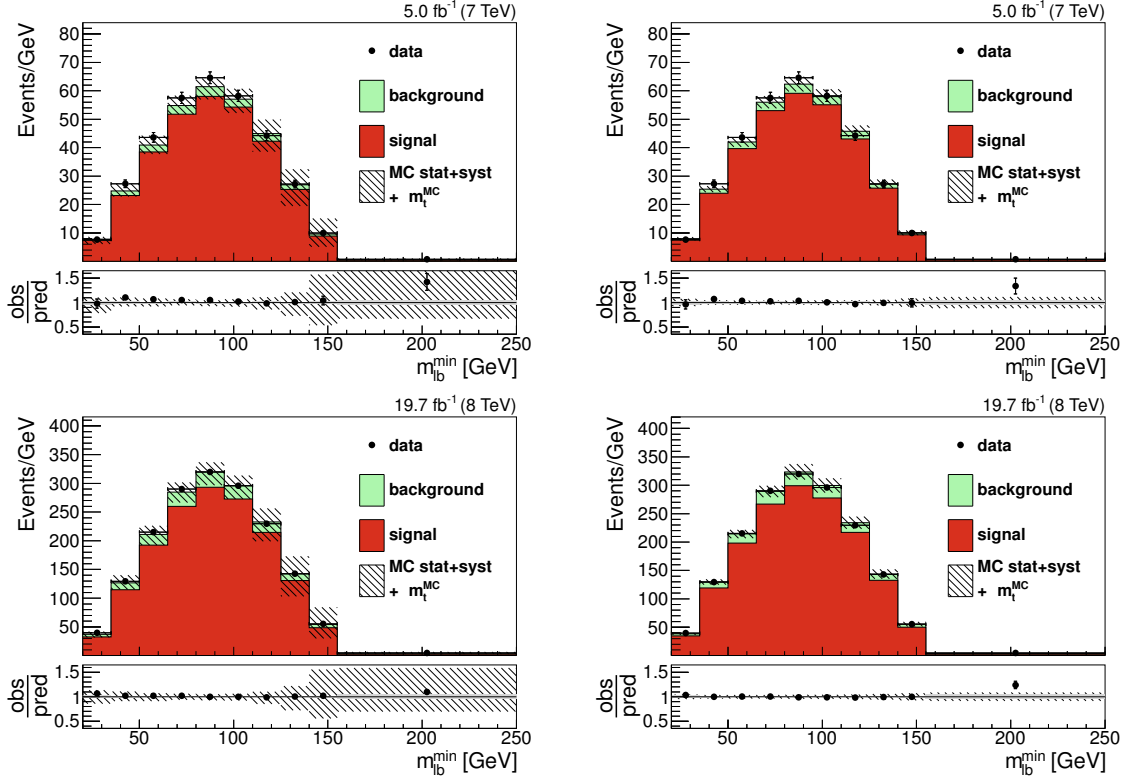 5.0 fb⁻¹ (7 TeV)
Events/GeV
80
70
60
50
40
30
20
10
data
background
signal
MC stat+syst
+ m_t^MC
obs
pred
1.5
1
0.5
50 100 150 200 250
m_lb^min [GeV]
5.0 fb⁻¹ (7 TeV)
Events/GeV
80
70
60
50
40
30
20
10
data
background
signal
MC stat+syst
+ m_t^MC
obs
pred
1.5
1
0.5
50 100 150 200 250
m_lb^min [GeV]
19.7 fb⁻¹ (8 TeV)
Events/GeV
400
350
300
250
200
150
100
50
data
background
signal
MC stat+syst
+ m_t^MC
obs
pred
1.5
1
0.5
50 100 150 200 250
m_lb^min [GeV]
19.7 fb⁻¹ (8 TeV)
Events/GeV
400
350
300
250
200
150
100
50
data
background
signal
MC stat+syst
+ m_t^MC
obs
pred
1.5
1
0.5
50 100 150 200 250
m_lb^min [GeV]